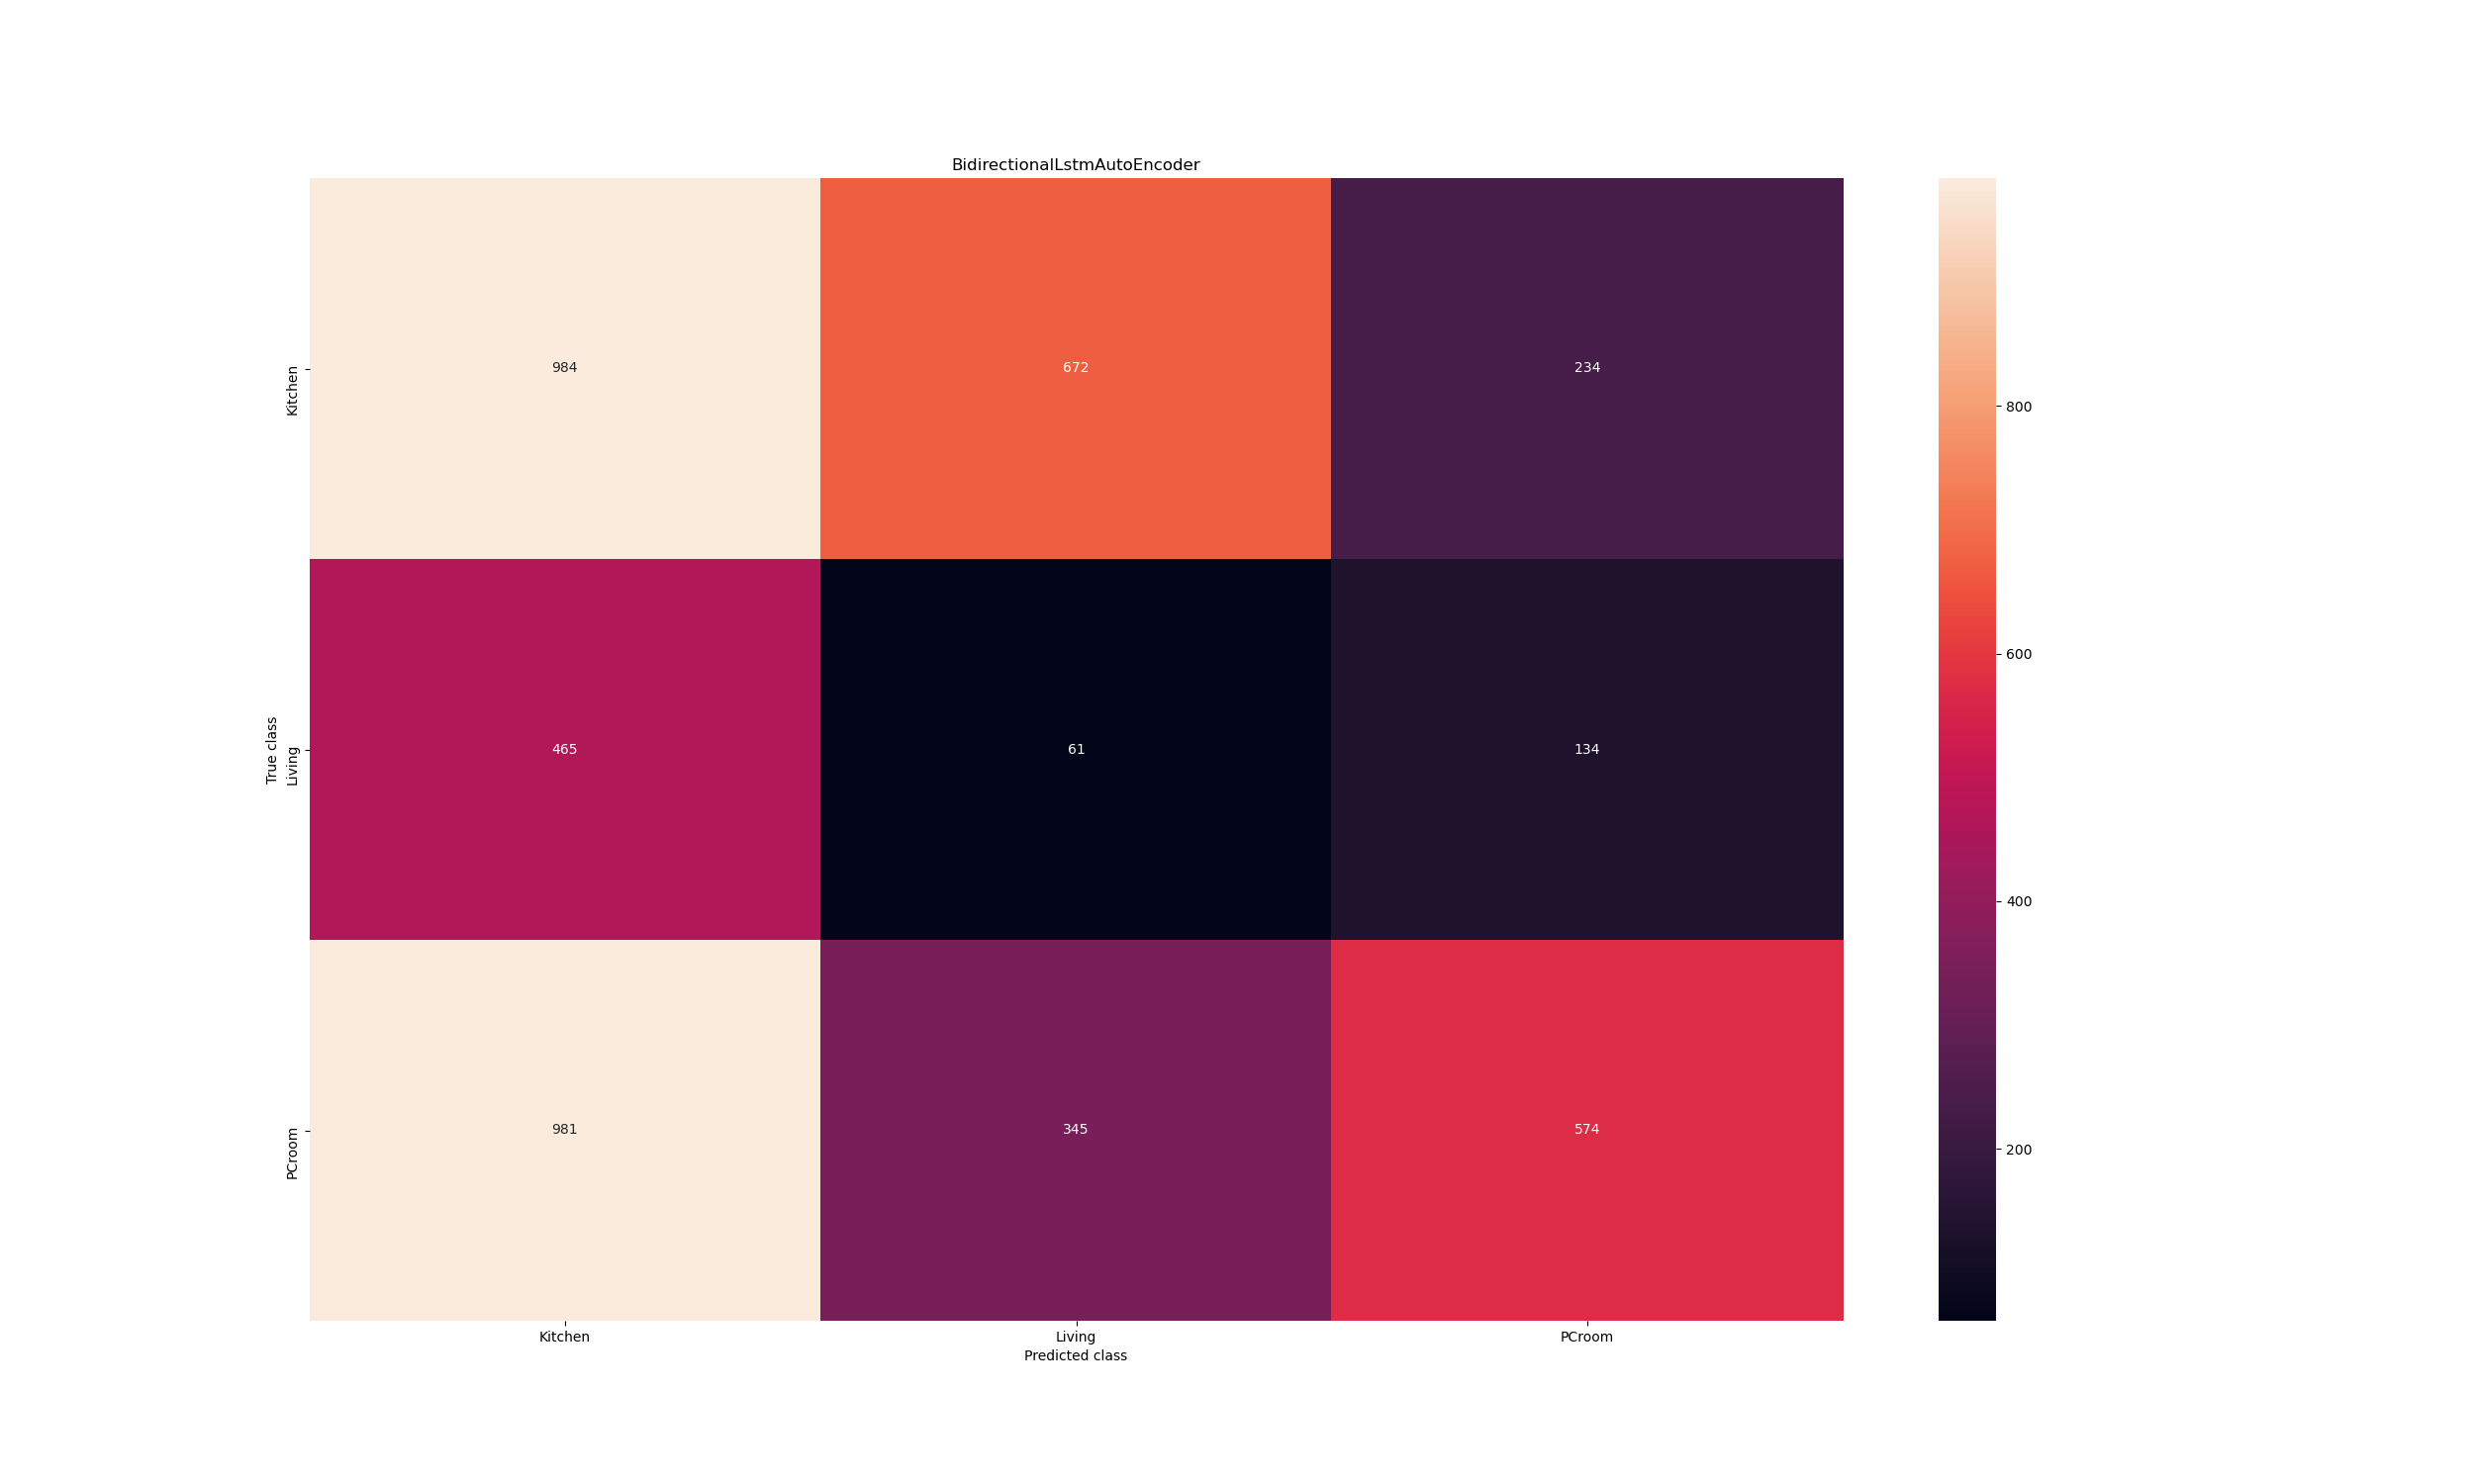 BidirectionalLstmAutoEncoder
984 672 234
Kitchen
800
600
True class
Living
465 61 134
400
981 345 574
PCroom
200
Kitchen Living PCroom
Predicted class